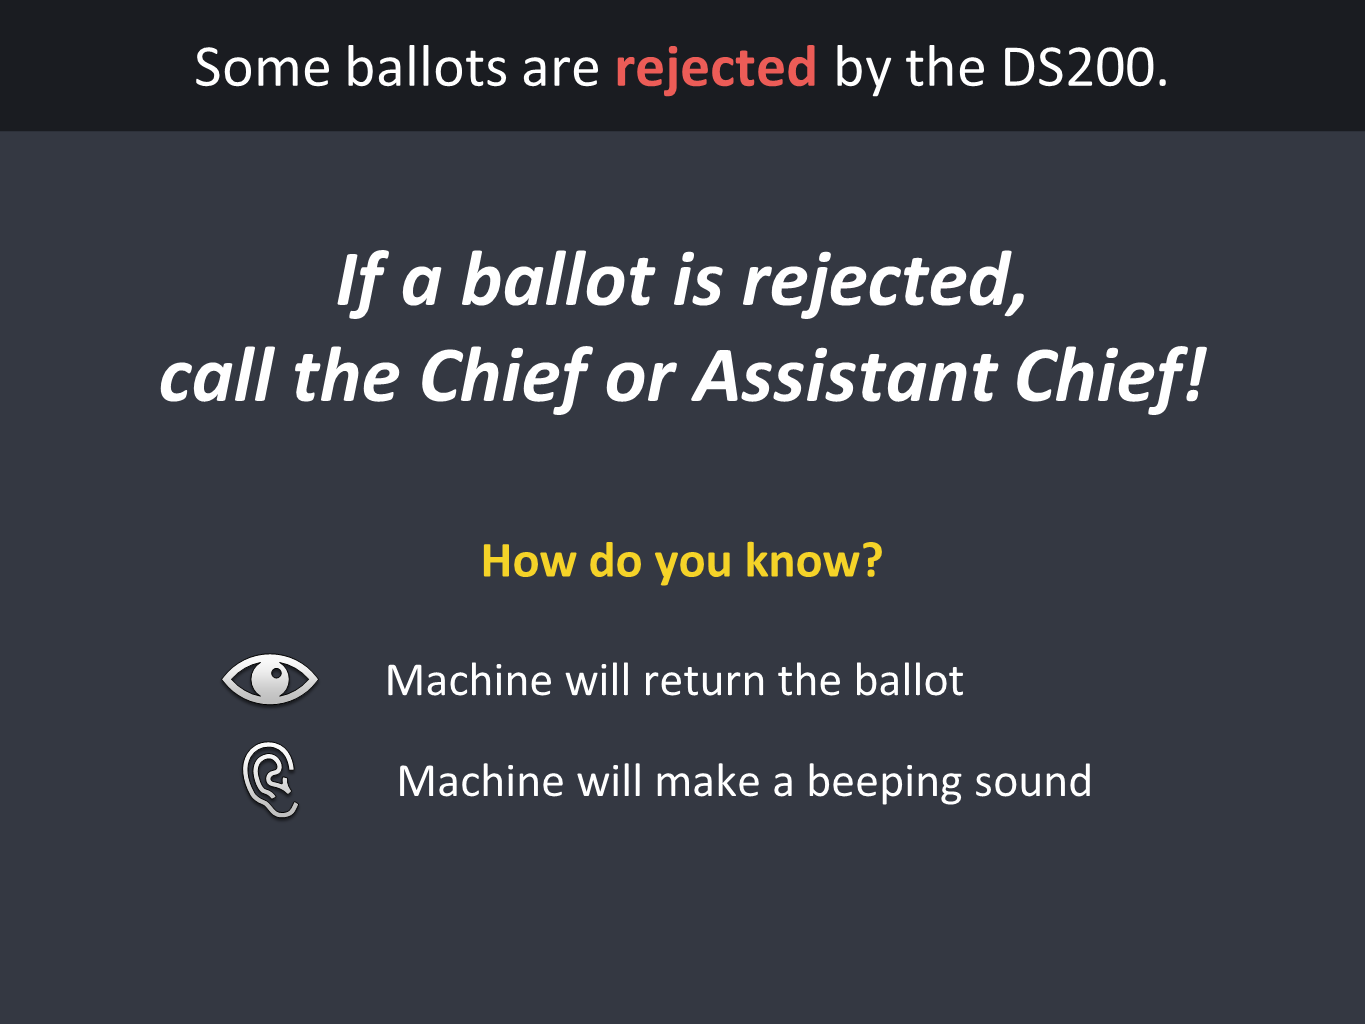 Some ballots are rejected by the DS200.
If a ballot is rejected,
call the Chief or Assistant Chief!
How do you know?
Machine will return the ballot
Machine will make a beeping sound